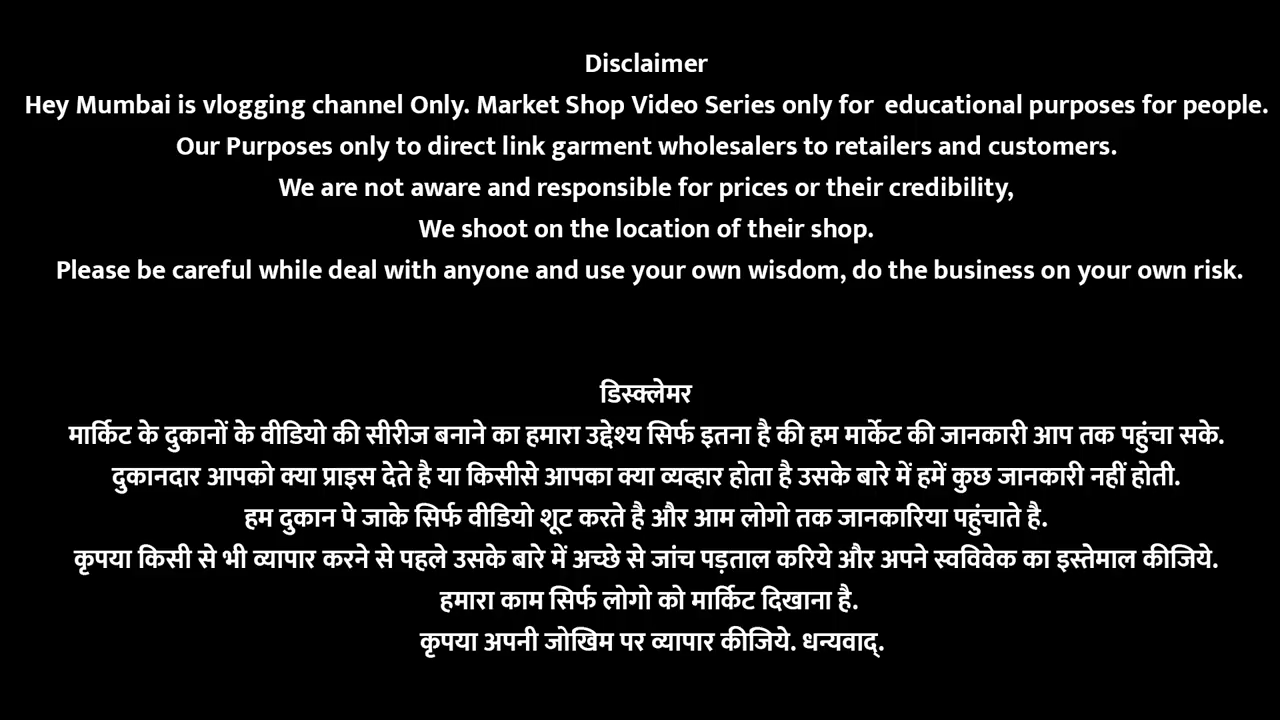 Disclaimer
Hey Mumbai is vlogging channel Only. Market Shop Video Series only for educational purposes for people.
Our Purposes only to direct link garment wholesalers to retailers and customers.
We are not aware and responsible for prices or their credibility,
We shoot on the location of their shop.
Please be careful while deal with anyone and use your own wisdom, do the business on your own risk.
डिस्क्लेमर
मार्किट के दुकानों के वीडियो की सीरीज बनाने का हमारा उद्देश्य सिर्फ इतना है की हम मार्केट की जानकारी आप तक पहुंचा सके.
दुकानदार आपको क्या प्राइस देते है या किसीसे आपका क्या व्यव्हार होता है उसके बारे में हमें कुछ जानकारी नहीं होती.
हम दुकान पे जाके सिर्फ वीडियो शूट करते है और आम लोगो तक जानकारिया पहुंचाते है.
कृपया किसी से भी व्यापार करने से पहले उसके बारे में अच्छे से जांच पड़ताल करिये और अपने स्वविवेक का इस्तेमाल कीजिये.
हमारा काम सिर्फ लोगो को मार्किट दिखाना है.
कृपया अपनी जोखिम पर व्यापार कीजिये. धन्यवाद्.